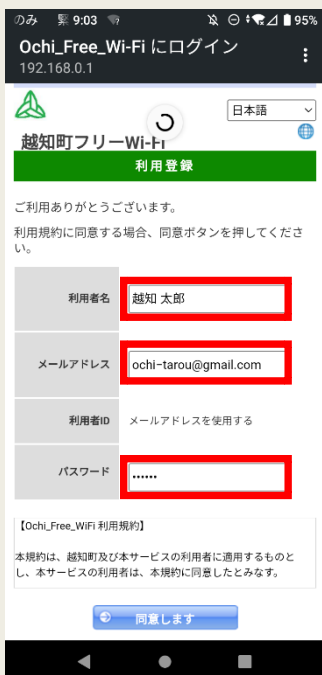 のみ 緊 9:03 95%
Ochi_Free_Wi-Fi にログイン
192.168.0.1
日本語
越知町フリーWi-Fi
利用登録
ご利用ありがとうございます。
利用規約に同意する場合、同意ボタンを押してくださ
い。
利用者名 越知 太郎
メールアドレス ochi-tarou@gmail.com
利用者ID メールアドレスを使用する
パスワード ••••••
【Ochi_Free_WiFi 利用規約】
本規約は、越知町及び本サービスの利用者に適用するものと
し、本サービスの利用者は、本規約に同意したとみなす。
同意します